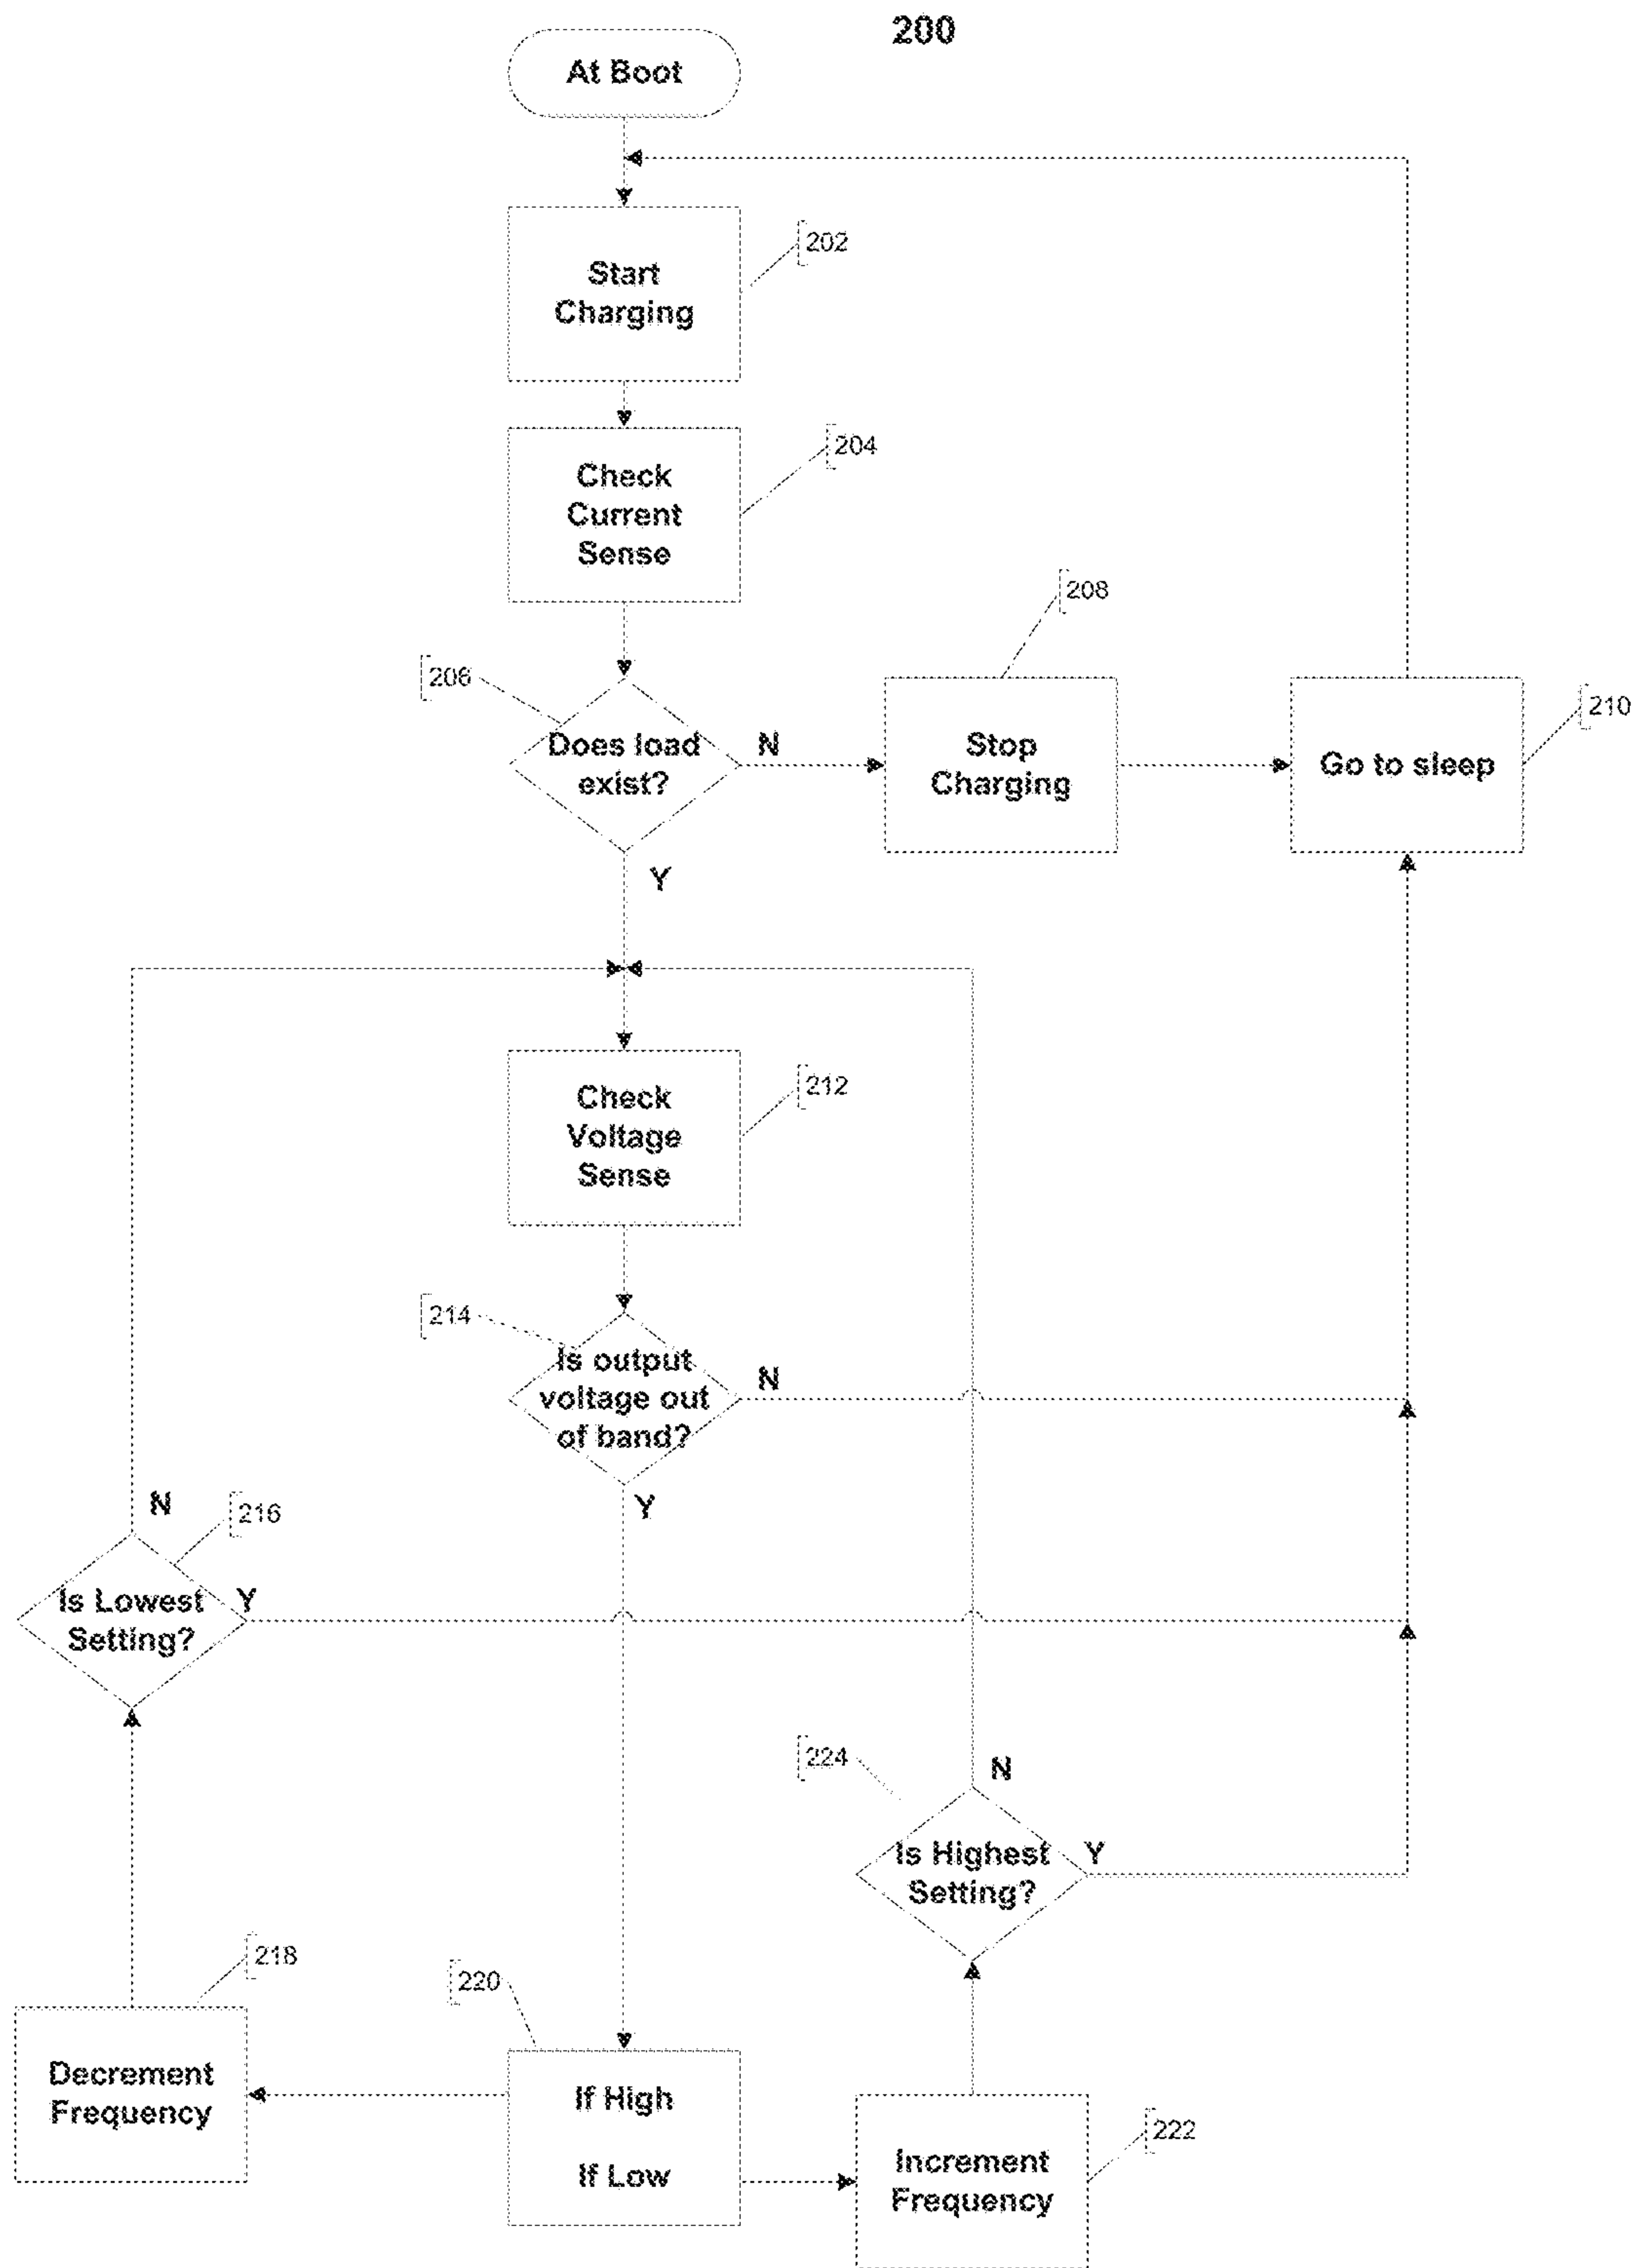 200
At Boot
Start
Charging
202
Check
Current
Sense
204
206
Does load
exist?
N
Y
208
Stop
Charging
210
Go to sleep
Check
Voltage
Sense
212
214
Is output
voltage out
of band?
N
Y
N
216
Is Lowest
Setting?
Y
224
N
Is Highest
Setting?
Y
218
Decrement
Frequency
220
If High
If Low
222
Increment
Frequency